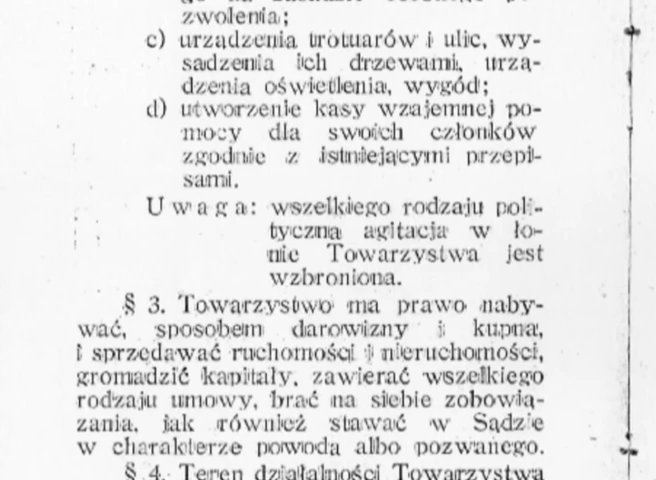 zwolenia;
c) urządzenia trotuarów i ulic, wy-
sadzenia ich drzewami, urzą-
dzenia oświetlenia, wygód;
d) utworzenie kasy wzajemnej po-
mocy dla swoich członków
zgodnie z istniejącymi przepi-
sami.
Uwaga: wszelkiego rodzaju poli-
tyczna agitacja w ło-
nie Towarzystwa jest
wzbroniona.
§ 3. Towarzystwo ma prawo naby-
wać, sposobem darowizny i kupna,
i sprzedawać ruchomości i nieruchomości,
gromadzić kapitały, zawierać wszelkiego
rodzaju umowy, brać na siebie zobowią-
zania, jak również stawać w Sądzie
w charakterze powoda albo pozwanego.
§ 4. Teren działalności Towarzystwa